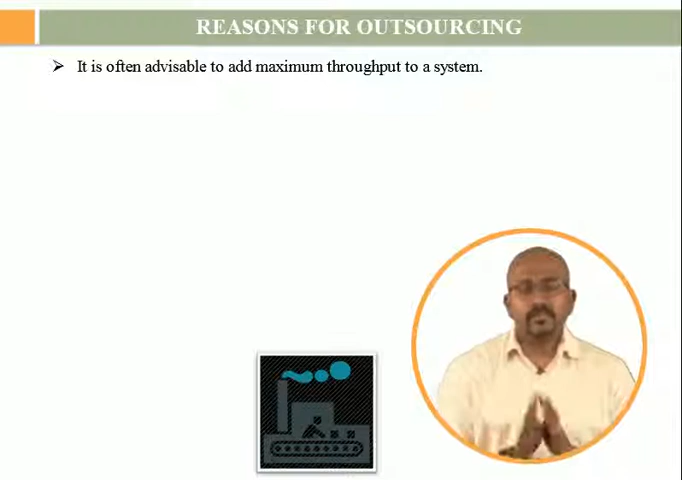 REASONS FOR OUTSOURCING
➢ It is often advisable to add maximum throughput to a system.